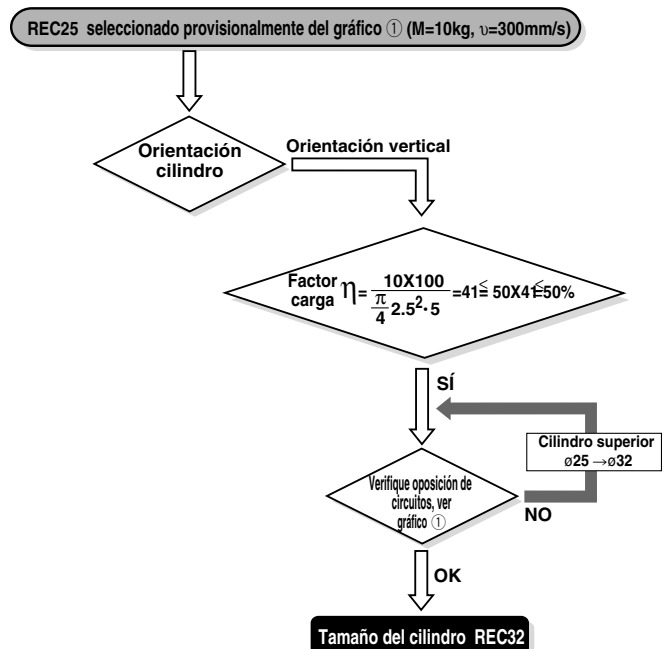 REC25 seleccionado provisionalmente del gráfico ① (M=10kg, υ=300mm/s)
Orientación
cilindro
Orientación vertical
Factor
carga
η= 10X100 / π/4 2.5²·5 =41≦ 50X41≦50%
SÍ
Cilindro superior
ø25→ø32
Verifique oposición de
circuitos, ver
gráfico ①
NO
OK
Tamaño del cilindro REC32